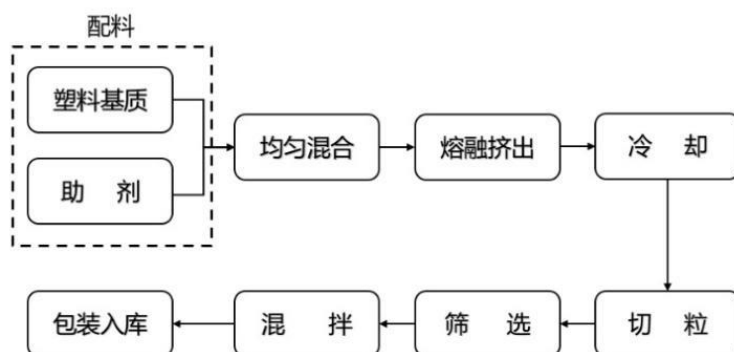 配料
塑料基质
助 剂
均匀混合
熔融挤出
冷 却
切 粒
筛 选
混 拌
包装入库